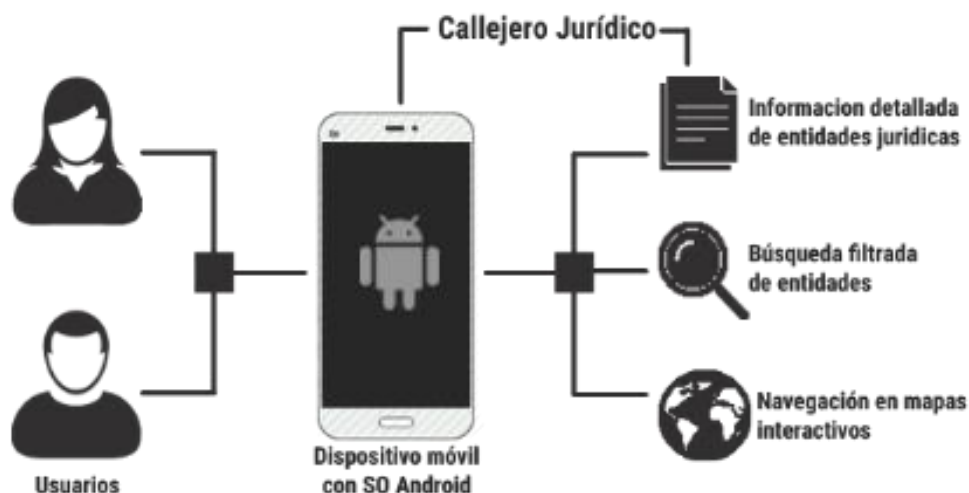 Callejero Jurídico
Informacion detallada
de entidades juridicas
Búsqueda filtrada
de entidades
Navegación en mapas
interactivos
Dispositivo móvil
con SO Android
Usuarios